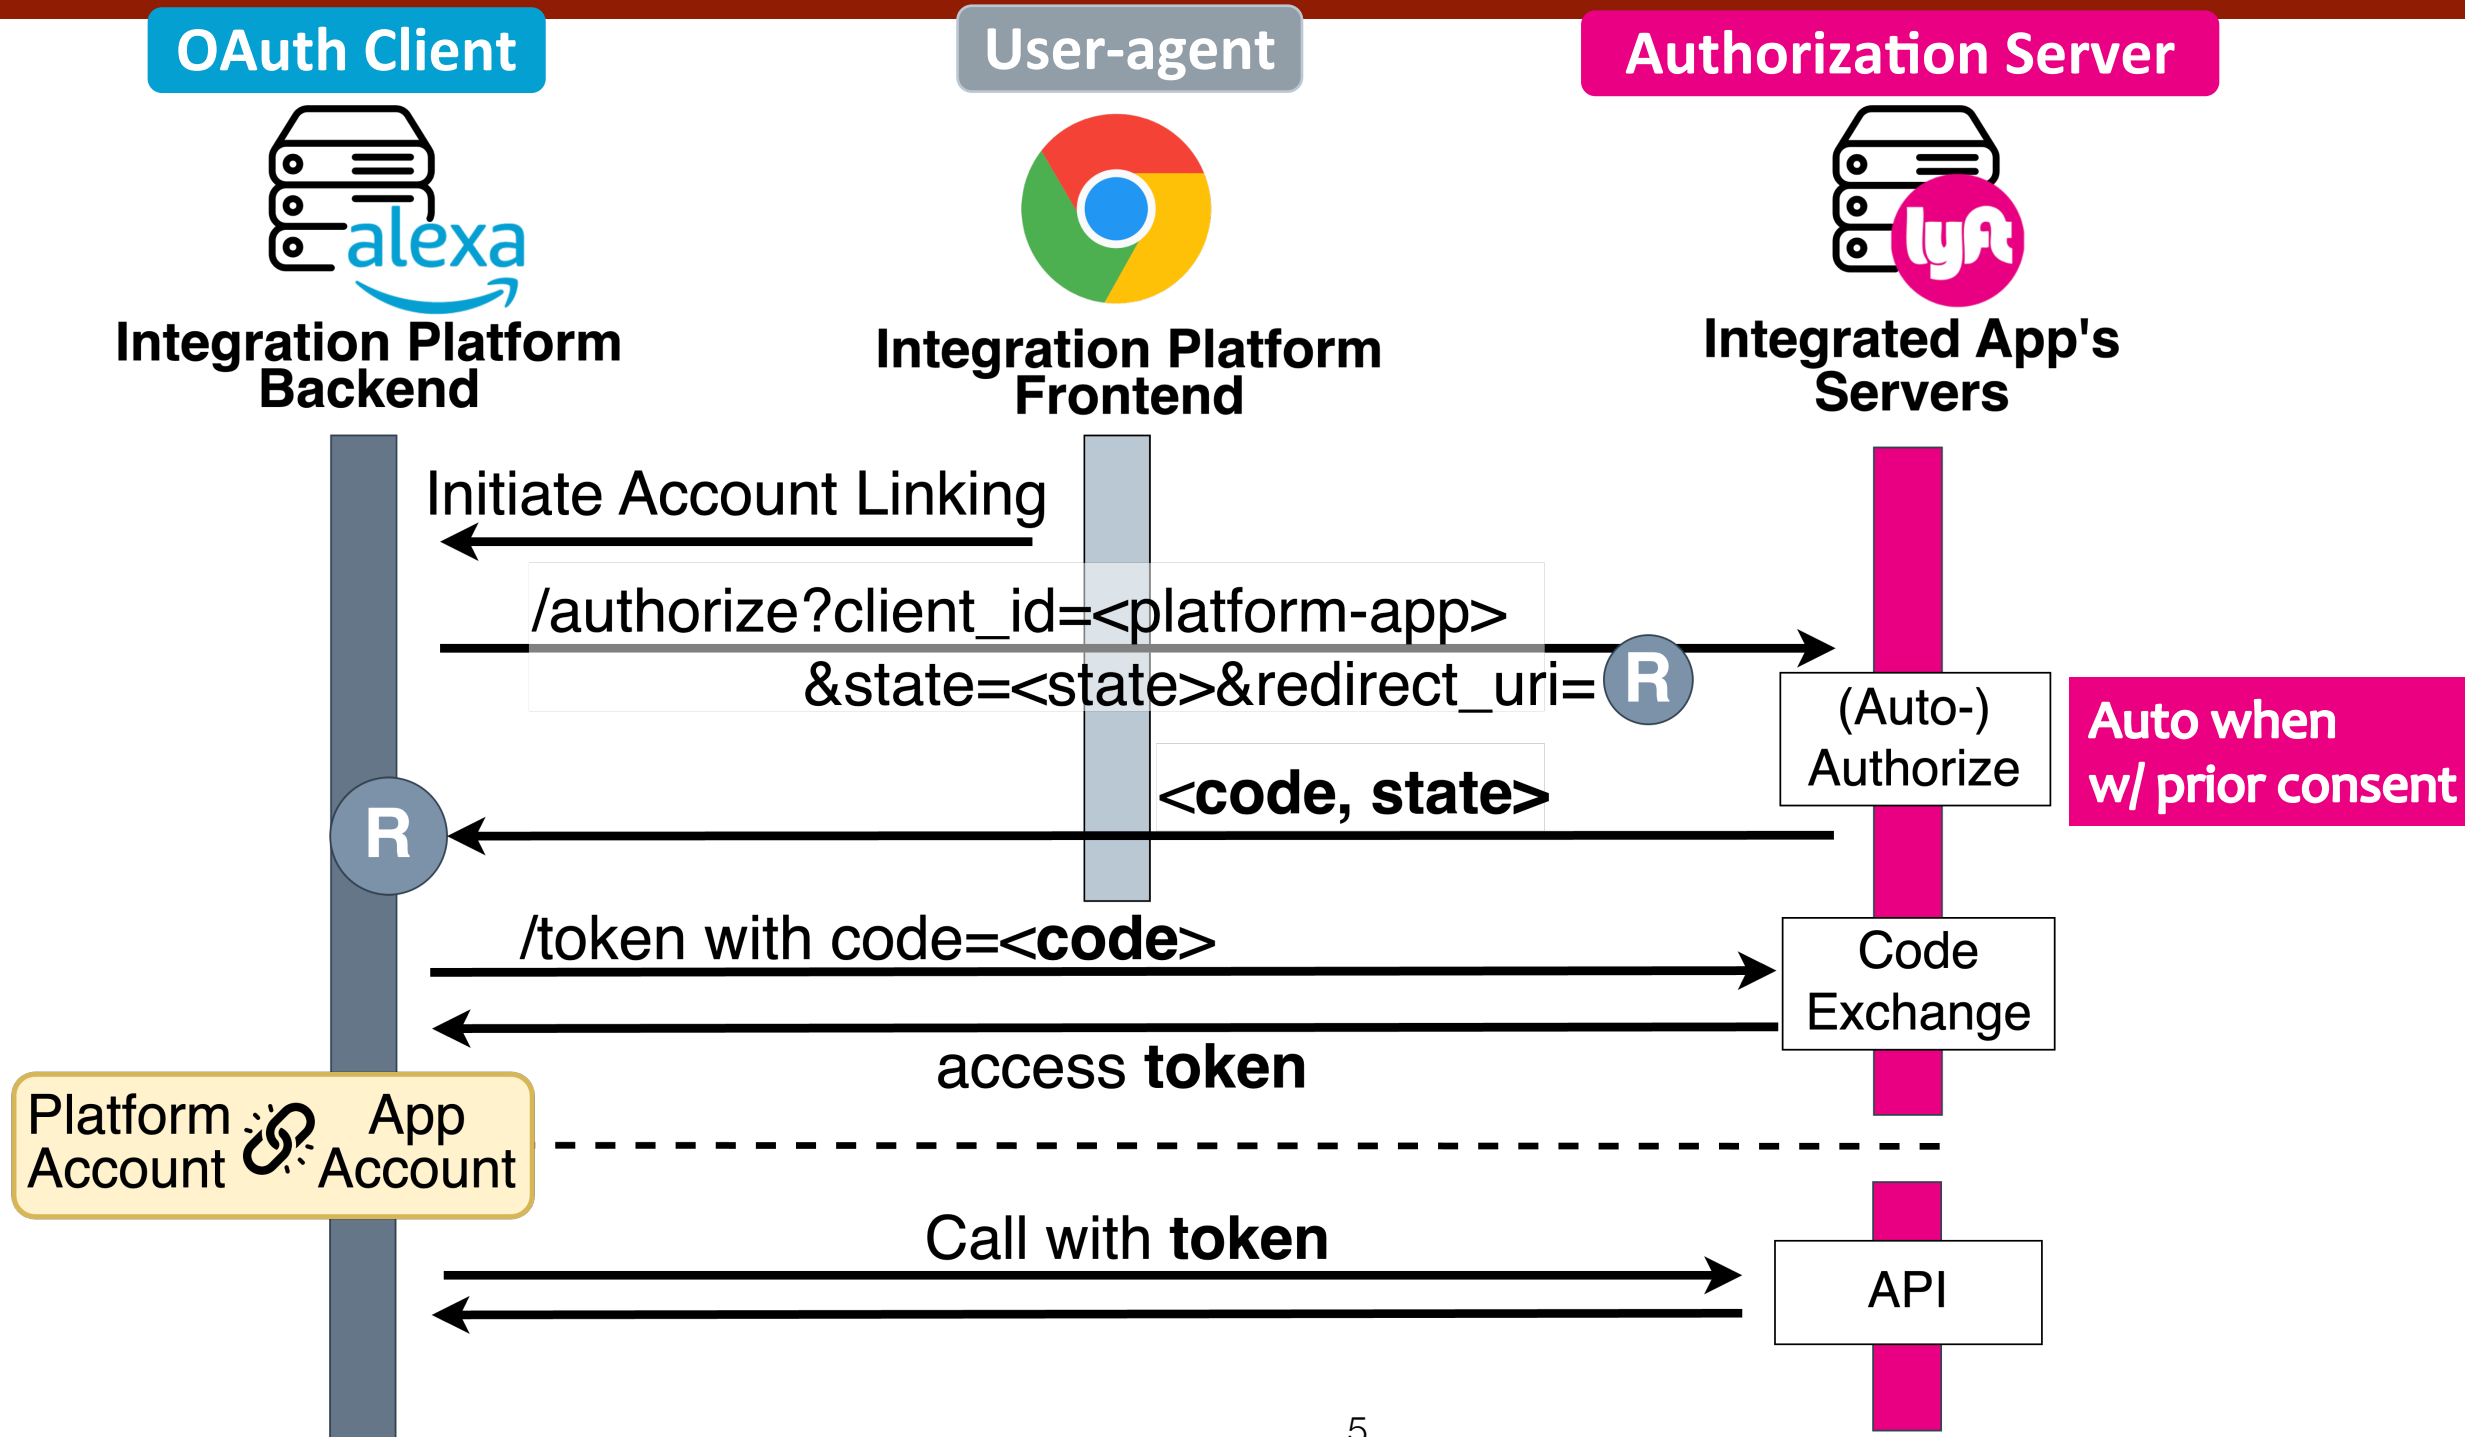 OAuth Client
User-agent
Authorization Server
alexa
lyft
Integration Platform
Backend
Integration Platform
Frontend
Integrated App's
Servers
Initiate Account Linking
/authorize?client_id=<platform-app>
&state=<state>&redirect_uri=
R
(Auto-)
Authorize
Auto when
w/ prior consent
<code, state>
R
/token with code=<code>
Code
Exchange
access token
Platform
Account
App
Account
Call with token
API
5